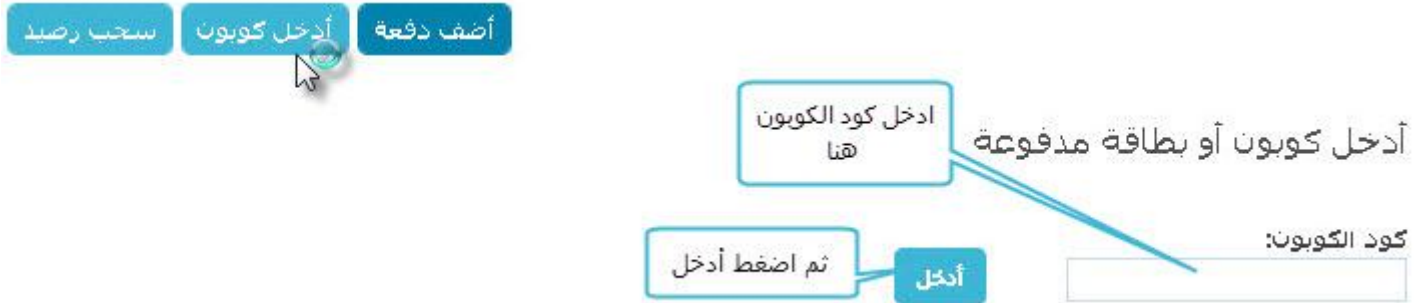 أضف دفعة أدخل كوبون سحب رصيد
ادخل كود الكوبون
هنا
أدخل كوبون أو بطاقة مدفوعة
كود الكوبون:
ثم اضغط أدخل
أدخل